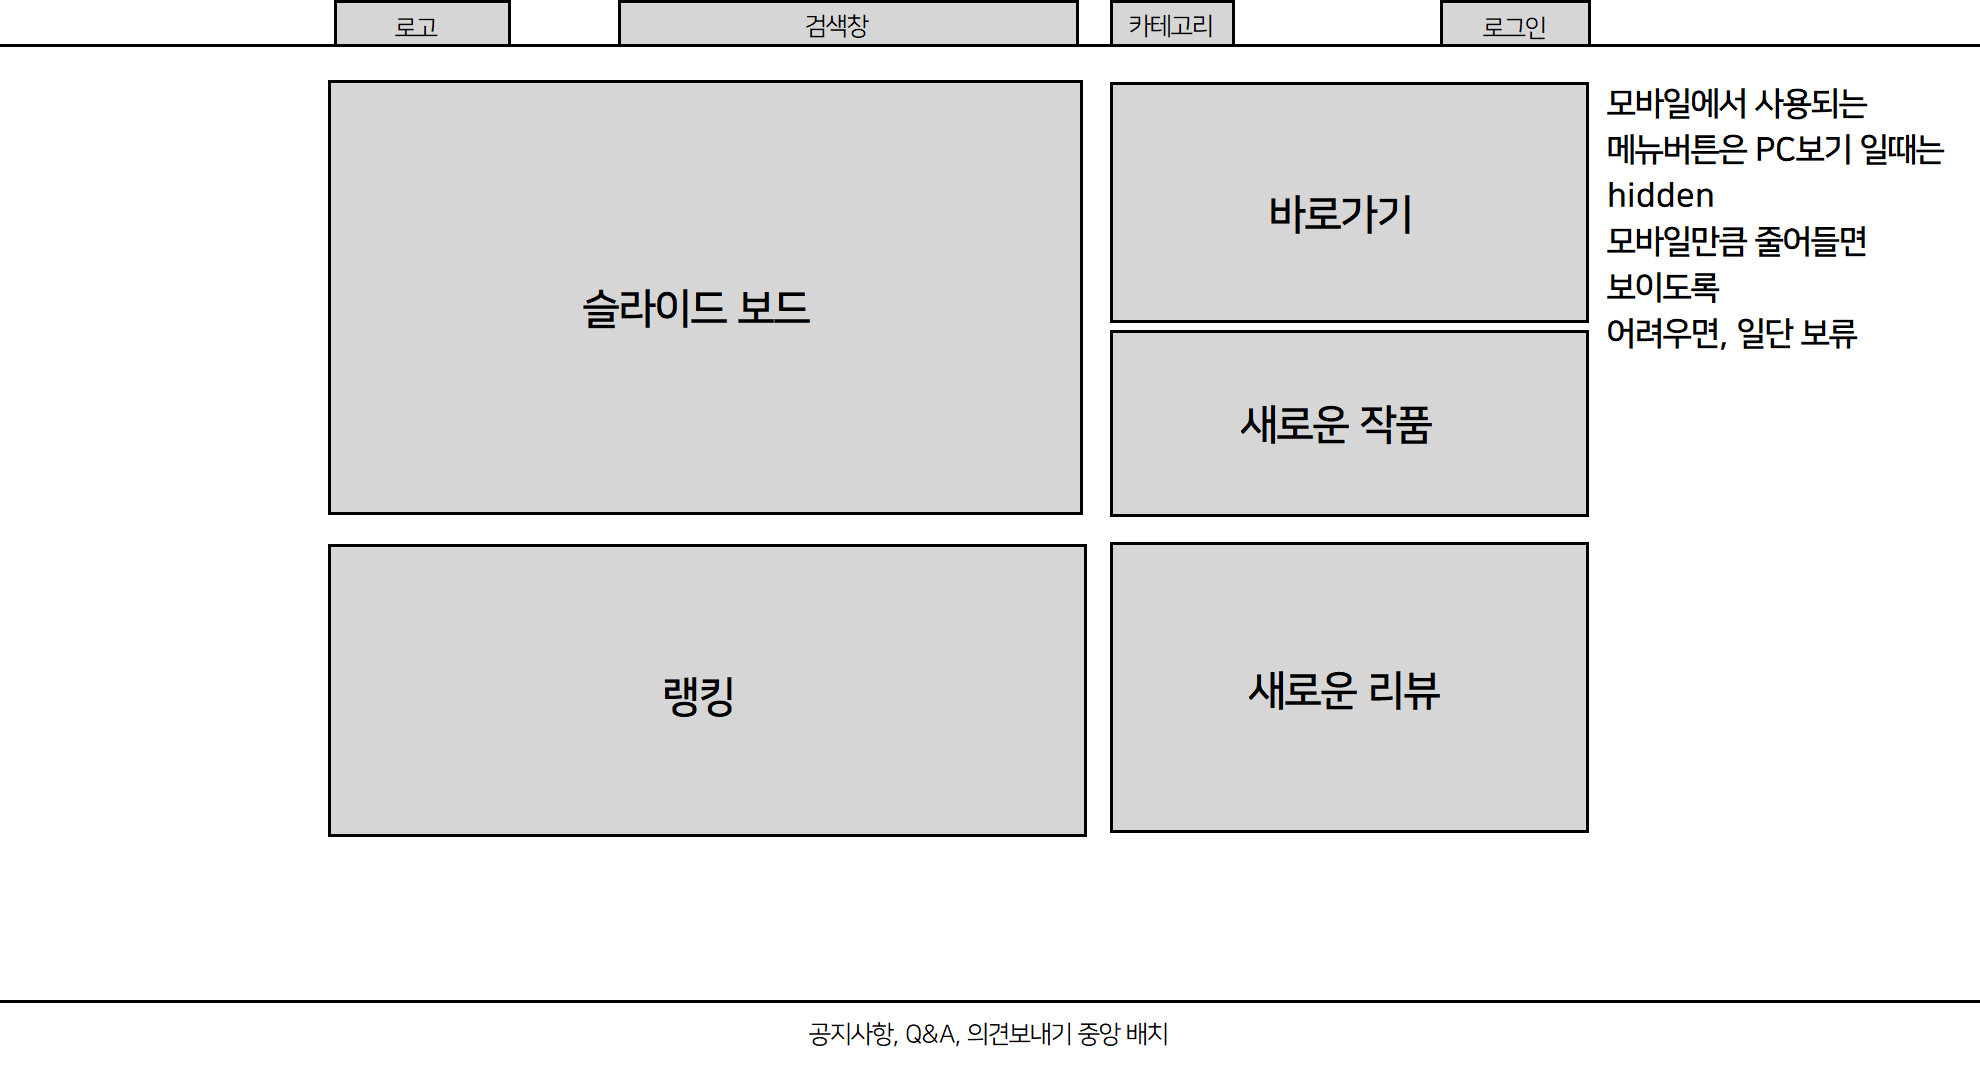 로고
검색창
카테고리
로그인
슬라이드 보드
바로가기
새로운 작품
모바일에서 사용되는
메뉴버튼은 PC보기 일때는
hidden
모바일만큼 줄어들면
보이도록
어려우면, 일단 보류
랭킹
새로운 리뷰
공지사항, Q&A, 의견보내기 중앙 배치